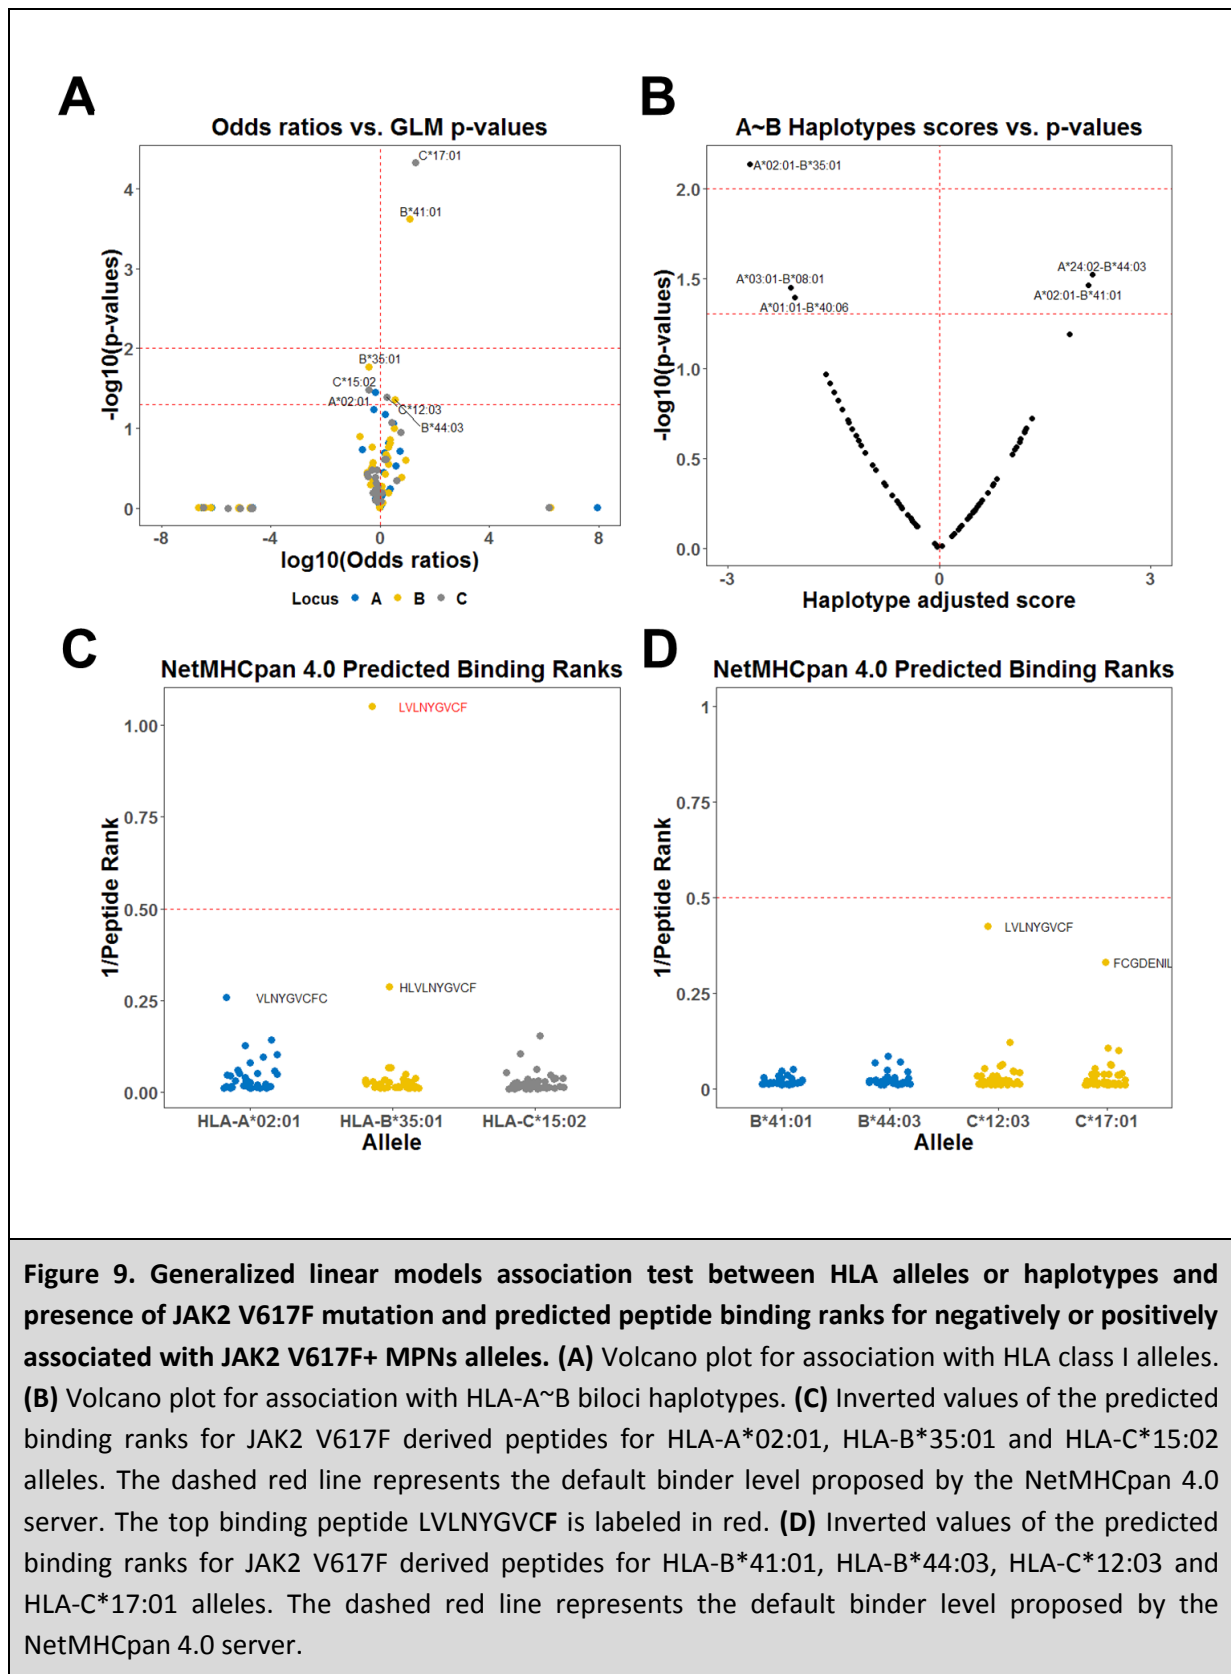 A
Odds ratios vs. GLM p-values
C*17:01
B*41:01
B*35:01
C*15:02
A*02:01
C*12:03
B*44:03
4
3
2
1
0
-log10(p-values)
-8
-4
0
4
8
log10(Odds ratios)
Locus A B C
B
A~B Haplotypes scores vs. p-values
A*02:01-B*35:01
A*03:01-B*08:01
A*01:01-B*40:06
A*24:02-B*44:03
A*02:01-B*41:01
2.0
1.5
1.0
0.5
0.0
-log10(p-values)
-3
0
3
Haplotype adjusted score
C
NetMHCpan 4.0 Predicted Binding Ranks
LVLNYGVCF
VLNYGVCFC
HLVLNYGVCF
1.00
0.75
0.50
0.25
0.00
1/Peptide Rank
HLA-A*02:01
HLA-B*35:01
HLA-C*15:02
Allele
D
NetMHCpan 4.0 Predicted Binding Ranks
LVLNYGVCF
FCGDENIL
1
0.75
0.5
0.25
0
1/Peptide Rank
B*41:01
B*44:03
C*12:03
C*17:01
Allele
Figure 9. Generalized linear models association test between HLA alleles or haplotypes and
presence of JAK2 V617F mutation and predicted peptide binding ranks for negatively or positively
associated with JAK2 V617F+ MPNs alleles. (A) Volcano plot for association with HLA class I alleles.
(B) Volcano plot for association with HLA-A~B biloci haplotypes. (C) Inverted values of the predicted
binding ranks for JAK2 V617F derived peptides for HLA-A*02:01, HLA-B*35:01 and HLA-C*15:02
alleles. The dashed red line represents the default binder level proposed by the NetMHCpan 4.0
server. The top binding peptide LVLNYGVCF is labeled in red. (D) Inverted values of the predicted
binding ranks for JAK2 V617F derived peptides for HLA-B*41:01, HLA-B*44:03, HLA-C*12:03 and
HLA-C*17:01 alleles. The dashed red line represents the default binder level proposed by the
NetMHCpan 4.0 server.